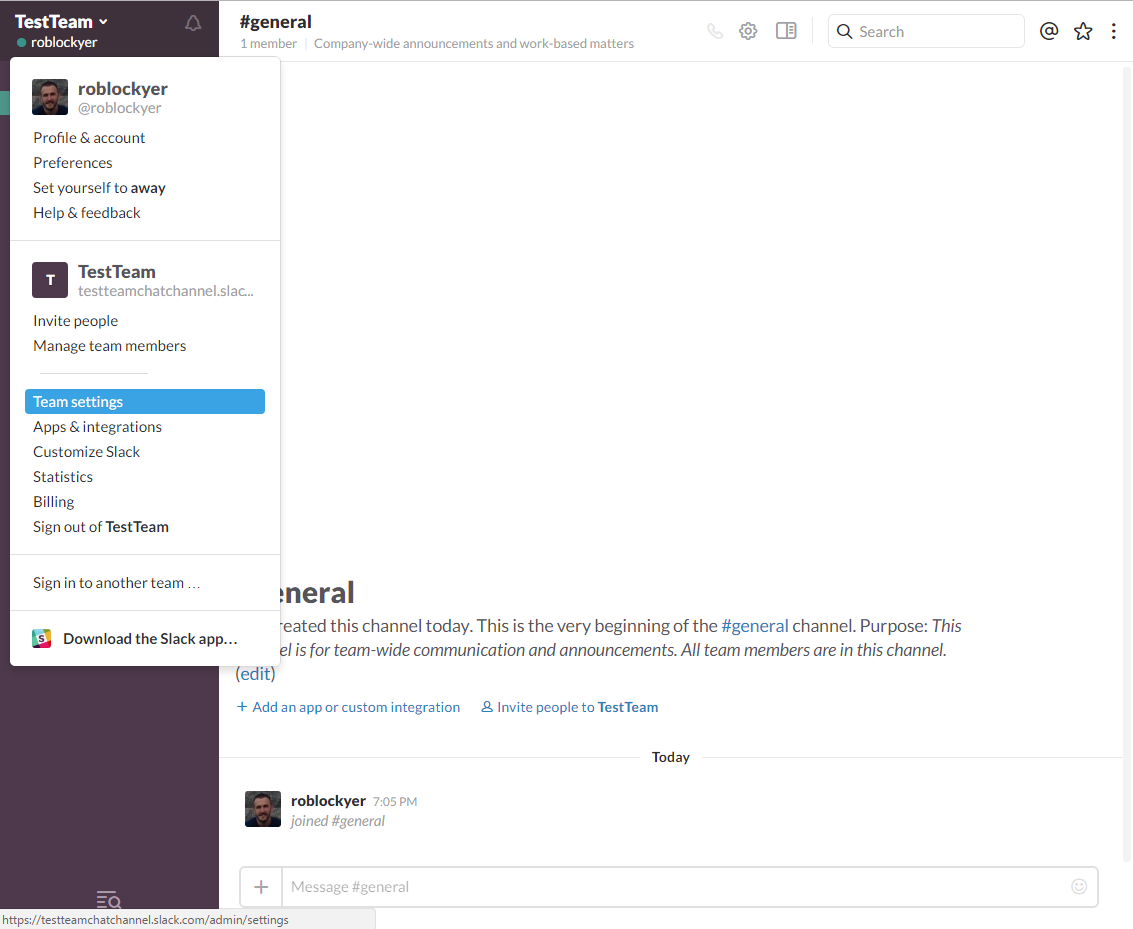 TestTeam
roblockyer
#general
1 member | Company-wide announcements and work-based matters
Search
roblockyer
@roblockyer
Profile & account
Preferences
Set yourself to away
Help & feedback
T
TestTeam
testteamchatchannel.slac...
Invite people
Manage team members
Team settings
Apps & integrations
Customize Slack
Statistics
Billing
Sign out of TestTeam
Sign in to another team …
Download the Slack app…
eneral
reated this channel today. This is the very beginning of the #general channel. Purpose: This
el is for team-wide communication and announcements. All team members are in this channel.
(edit)
+ Add an app or custom integration
Invite people to TestTeam
Today
roblockyer 7:05 PM
joined #general
+ Message #general
https://testteamchatchannel.slack.com/admin/settings